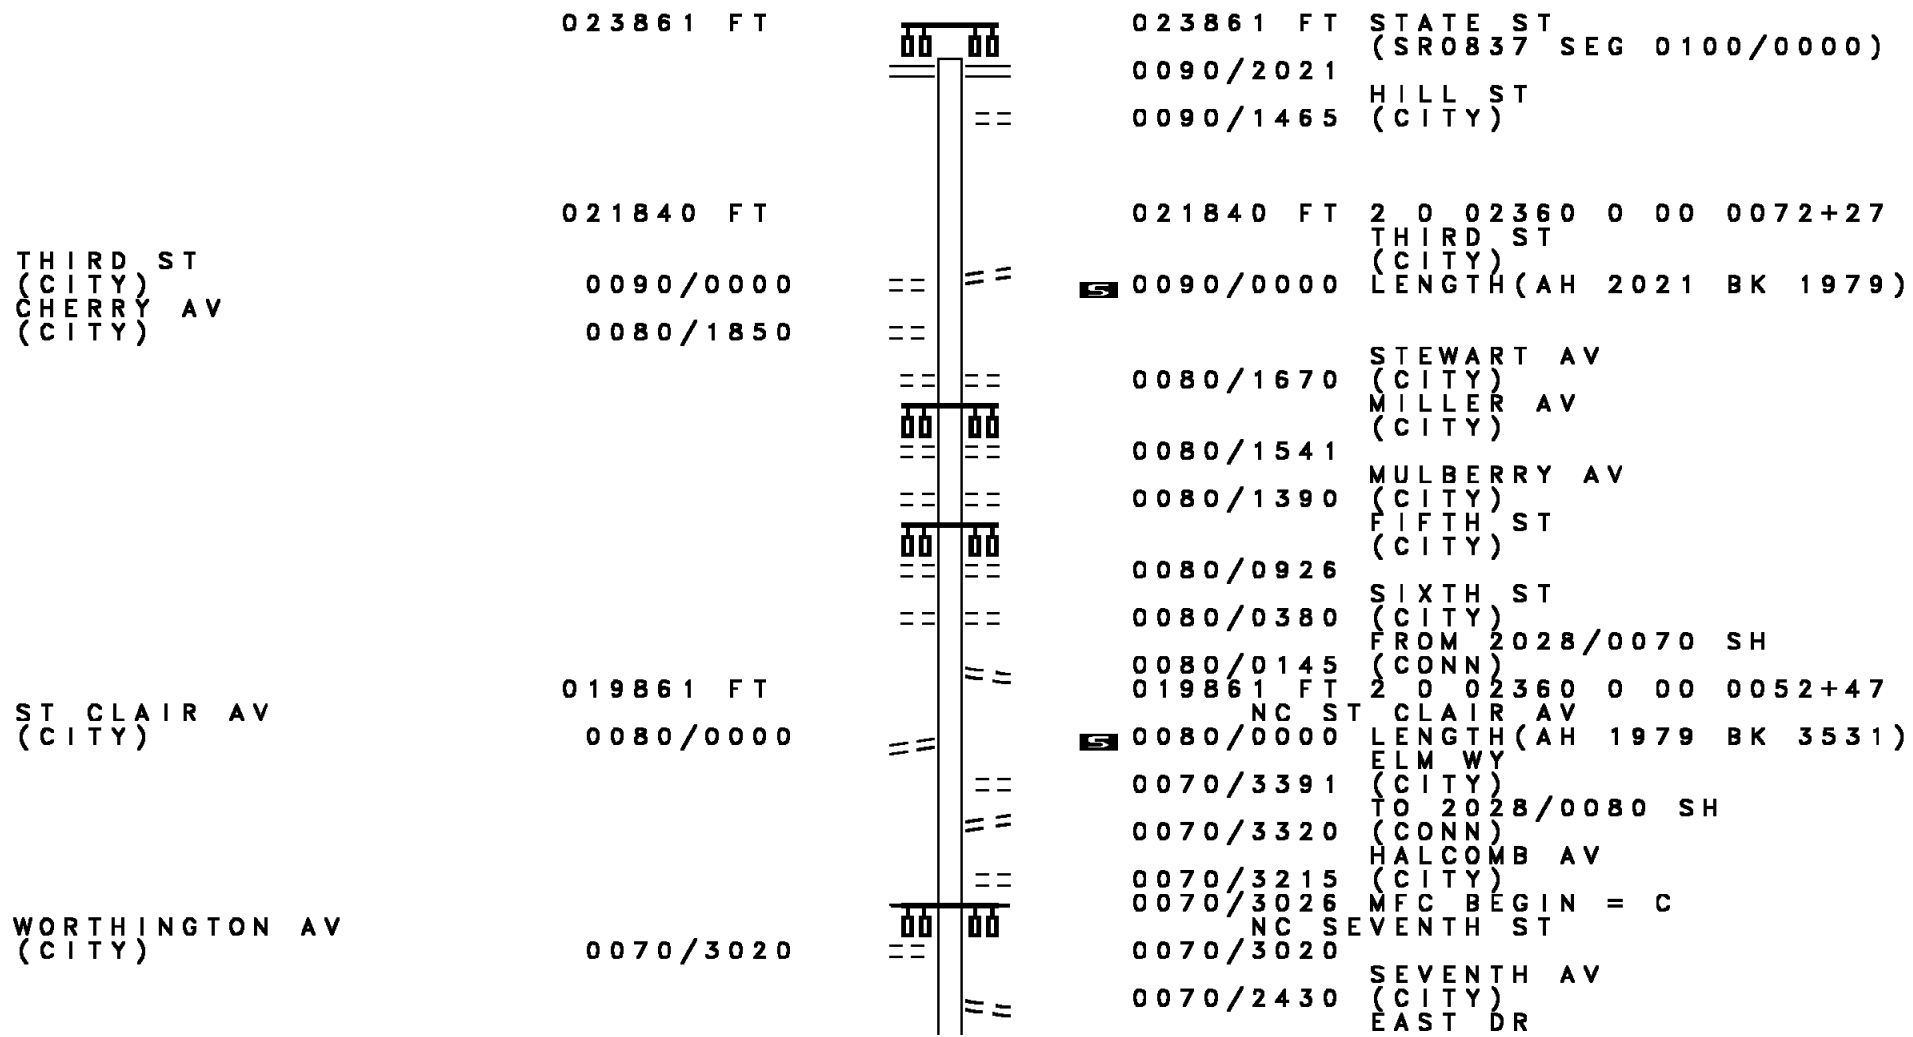 023861 FT 023861 FT STATE ST
(SR0837 SEG 0100/0000)
0090/2021
HILL ST
0090/1465 (CITY)
021840 FT 021840 FT 2 0 02360 0 00 0072+27
THIRD ST
THIRD ST (CITY)
(CITY) 0090/0000 S 0090/0000 LENGTH(AH 2021 BK 1979)
CHERRY AV
(CITY) 0080/1850
STEWART AV
0080/1670 (CITY)
MILLER AV
(CITY)
0080/1541
MULBERRY AV
0080/1390 (CITY)
FIFTH ST
(CITY)
0080/0926
SIXTH ST
0080/0380 (CITY)
FROM 2028/0070 SH
0080/0145 (CONN)
019861 FT 019861 FT 2 0 02360 0 00 0052+47
ST CLAIR AV NC ST CLAIR AV
(CITY) 0080/0000 S 0080/0000 LENGTH(AH 1979 BK 3531)
ELM WY
0070/3391 (CITY)
TO 2028/0080 SH
0070/3320 (CONN)
HALCOMB AV
0070/3215 (CITY)
0070/3026 MFC BEGIN = C
WORTHINGTON AV NC SEVENTH ST
(CITY) 0070/3020 0070/3020
SEVENTH AV
0070/2430 (CITY)
EAST DR